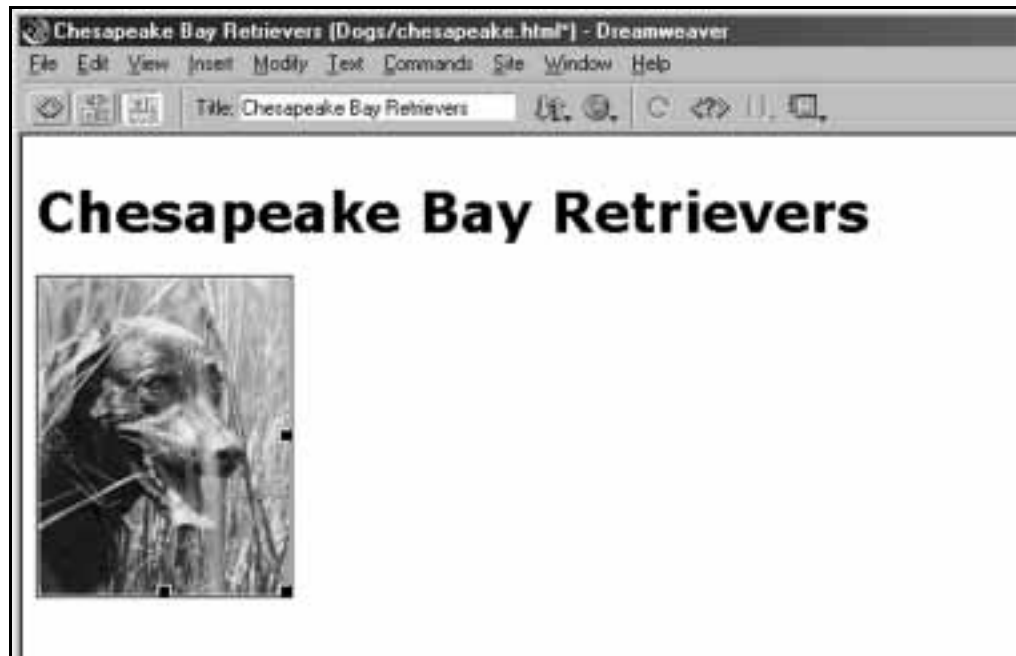 Chesapeake Bay Retrievers (Dogs/chesapeake.html*) - Dreamweaver
File Edit View Insert Modify Text Commands Site Window Help
Title: Chesapeake Bay Retrievers
Chesapeake Bay Retrievers